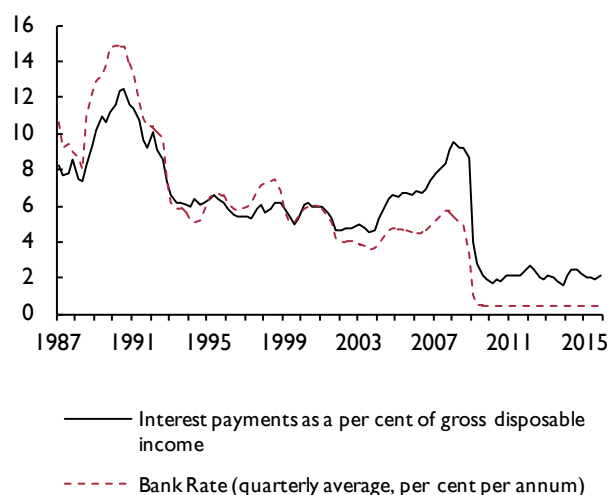 16
14
12
10
8
6
4
2
0
1987 1991 1995 1999 2003 2007 2011 2015
Interest payments as a per cent of gross disposable
income
Bank Rate (quarterly average, per cent per annum)